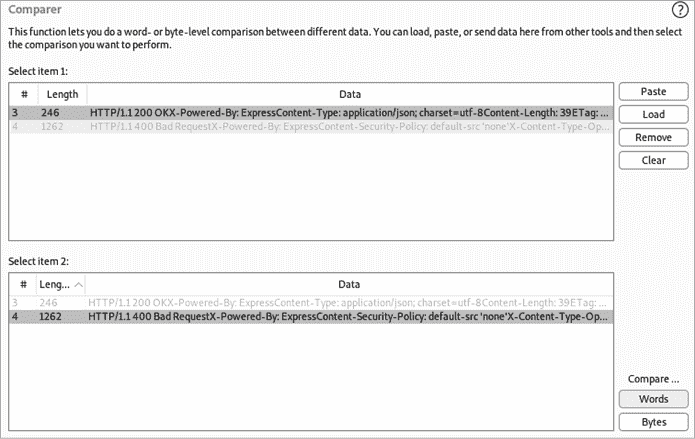 Comparer
?
This function lets you do a word- or byte-level comparison between different data. You can load, paste, or send data here from other tools and then select
the comparison you want to perform.
Select item 1:
# Length Data
3 246 HTTP/1.1 200 OKX-Powered-By: ExpressContent-Type: application/json; charset=utf-8Content-Length: 39ETag: ...
4 1262 HTTP/1.1 400 Bad RequestX-Powered-By: ExpressContent-Security-Policy: default-src 'none'X-Content-Type-Op...
Paste
Load
Remove
Clear
Select item 2:
# Leng... Data
3 246 HTTP/1.1 200 OKX-Powered-By: ExpressContent-Type: application/json; charset=utf-8Content-Length: 39ETag: ...
4 1262 HTTP/1.1 400 Bad RequestX-Powered-By: ExpressContent-Security-Policy: default-src 'none'X-Content-Type-Op...
Compare ...
Words
Bytes